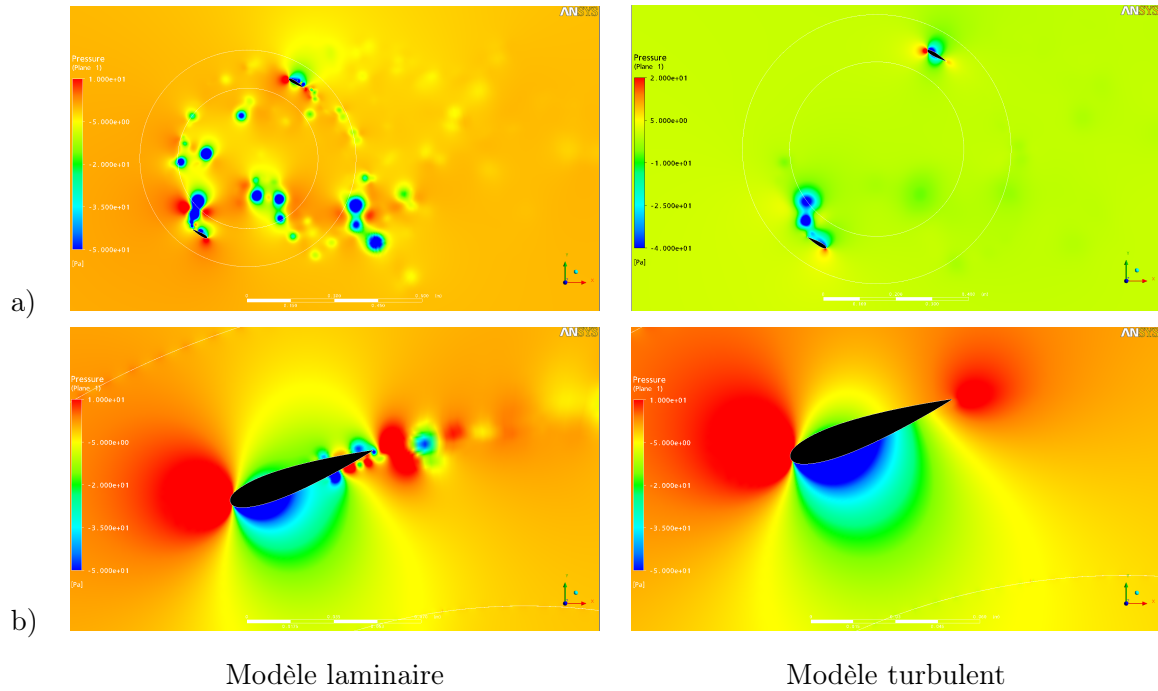 ANSYS
Pressure
(Plane 1)
1.000e+01
-5.000e+00
-2.000e+01
-3.500e+01
-5.000e+01
[Pa]
ANSYS
Pressure
(Plane 1)
2.000e+01
5.000e+00
-1.000e+01
-2.500e+01
-4.000e+01
[Pa]
a)
ANSYS
Pressure
(Plane 1)
1.000e+01
-5.000e+00
-2.000e+01
-3.500e+01
-5.000e+01
[Pa]
ANSYS
Pressure
(Plane 1)
1.000e+01
-5.000e+00
-2.000e+01
-3.500e+01
-5.000e+01
[Pa]
b)
Modèle laminaire
Modèle turbulent